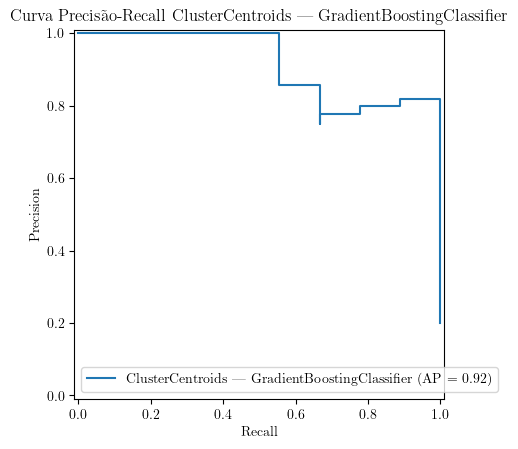 Curva Precisão-Recall ClusterCentroids — GradientBoostingClassifier
1.0
0.8
0.6
0.4
0.2
0.0
Precision
ClusterCentroids — GradientBoostingClassifier (AP = 0.92)
0.0 0.2 0.4 0.6 0.8 1.0
Recall